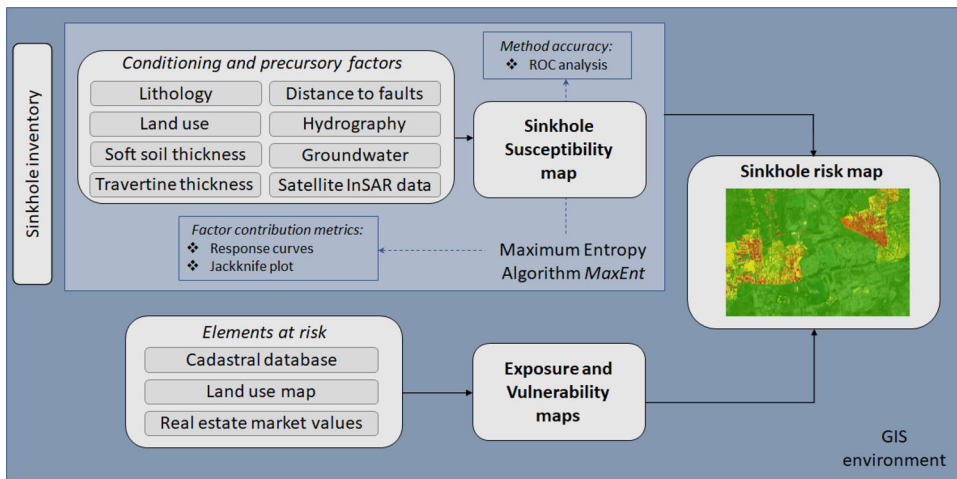 Sinkhole inventory
Conditioning and precursory factors
Lithology
Distance to faults
Land use
Hydrography
Soft soil thickness
Groundwater
Travertine thickness
Satellite InSAR data
Method accuracy:
❖ ROC analysis
Sinkhole
Susceptibility
map
Factor contribution metrics:
❖ Response curves
❖ Jackknife plot
Maximum Entropy
Algorithm MaxEnt
Sinkhole risk map
Elements at risk
Cadastral database
Land use map
Real estate market values
Exposure and
Vulnerability
maps
GIS
environment